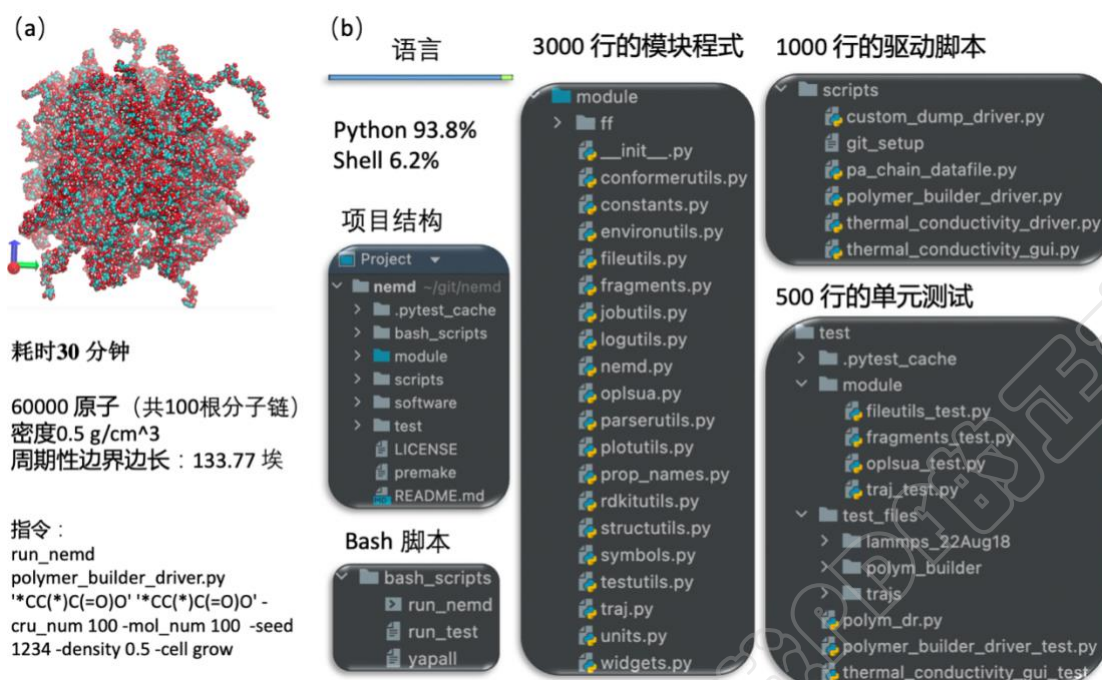 (a)
耗时30 分钟
60000 原子（共100根分子链）
密度0.5 g/cm^3
周期性边界边长：133.77 埃
指令：
run_nemd
polymer_builder_driver.py
'*CC(*)C(=O)O' '*CC(*)C(=O)O' -
cru_num 100 -mol_num 100 -seed
1234 -density 0.5 -cell grow
(b)
语言
Python 93.8%
Shell 6.2%
项目结构
Project
nemd ~/git/nemd
.pytest_cache
bash_scripts
module
scripts
software
test
LICENSE
premake
README.md
Bash 脚本
bash_scripts
run_nemd
run_test
yapall
3000 行的模块程式
module
ff
__init__.py
conformerutils.py
constants.py
environutils.py
fileutils.py
fragments.py
jobutils.py
logutils.py
nemd.py
oplsua.py
parserutils.py
plotutils.py
prop_names.py
rdkitutils.py
structutils.py
symbols.py
testutils.py
traj.py
units.py
widgets.py
1000 行的驱动脚本
scripts
custom_dump_driver.py
git_setup
pa_chain_datafile.py
polymer_builder_driver.py
thermal_conductivity_driver.py
thermal_conductivity_gui.py
500 行的单元测试
test
.pytest_cache
module
fileutils_test.py
fragments_test.py
oplsua_test.py
traj_test.py
test_files
lammps_22Aug18
polym_builder
trajs
polym_dr.py
polymer_builder_driver_test.py
thermal_conductivity_gui_test